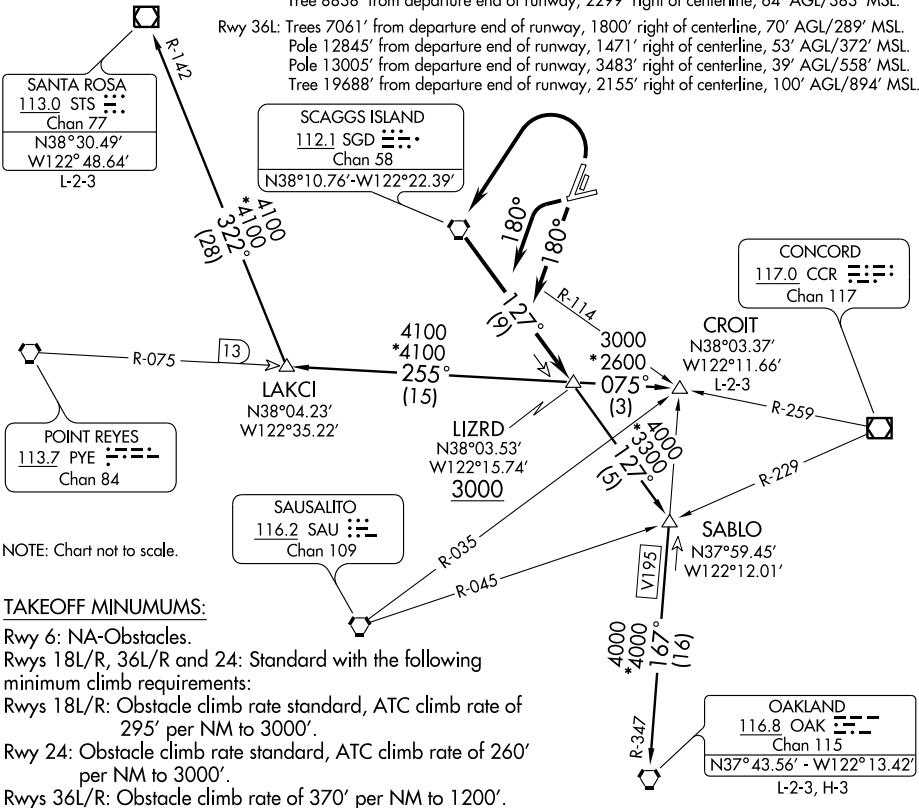 Tree 8638' from departure end of runway, 2299' right of centerline, 64' AGL/383' MSL.
Rwy 36L: Trees 7061' from departure end of runway, 1800' right of centerline, 70' AGL/289' MSL.
Pole 12845' from departure end of runway, 1471' right of centerline, 53' AGL/372' MSL.
Pole 13005' from departure end of runway, 3483' right of centerline, 39' AGL/558' MSL.
Tree 19688' from departure end of runway, 2155' right of centerline, 100' AGL/894' MSL.
R-142
SANTA ROSA
113.0 STS
Chan 77
N38°30.49'
W122°48.64'
L-2-3
SCAGGS ISLAND
112.1 SGD
Chan 58
N38°10.76'-W122°22.39'
180°
180°
4100
*4100
322°
(28)
127°
(9)
R-114
CONCORD
117.0 CCR
Chan 117
CROIT
N38°03.37'
W122°11.66'
L-2-3
3000
*2600
075°
(3)
4100
*4100
255°
(15)
R-075
13
LAKCI
N38°04.23'
W122°35.22'
LIZRD
N38°03.53'
W122°15.74'
3000
R-259
R-229
4000
*3300
127°
(5)
POINT REYES
113.7 PYE
Chan 84
SAUSALITO
116.2 SAU
Chan 109
R-035
R-045
SABLO
N37°59.45'
W122°12.01'
V195
NOTE: Chart not to scale.
4000
*4000
167°
(16)
R-347
OAKLAND
116.8 OAK
Chan 115
N37°43.56' - W122°13.42'
L-2-3, H-3
TAKEOFF MINUMUMS:
Rwy 6: NA-Obstacles.
Rwys 18L/R, 36L/R and 24: Standard with the following
minimum climb requirements:
Rwys 18L/R: Obstacle climb rate standard, ATC climb rate of
295' per NM to 3000'.
Rwy 24: Obstacle climb rate standard, ATC climb rate of 260'
per NM to 3000'.
Rwys 36L/R: Obstacle climb rate of 370' per NM to 1200'.